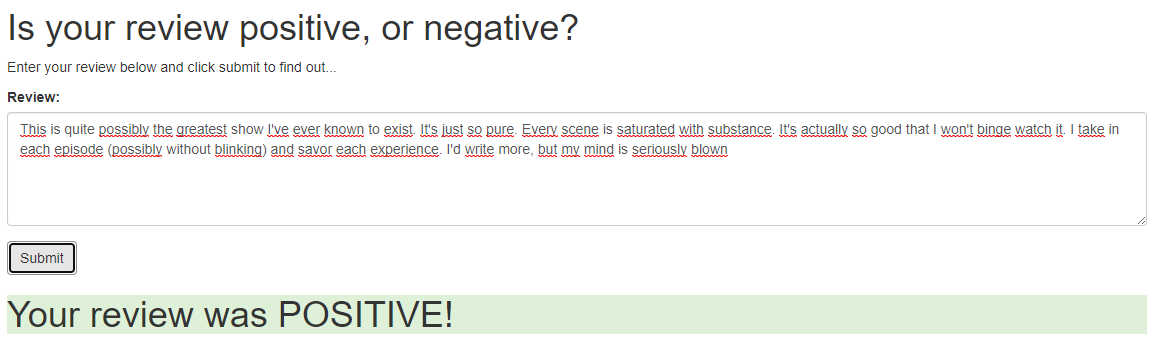 Is your review positive, or negative?
Enter your review below and click submit to find out...
Review:
This is quite possibly the greatest show I've ever known to exist. It's just so pure. Every scene is saturated with substance. It's actually so good that I won't binge watch it. I take in
each episode (possibly without blinking) and savor each experience. I'd write more, but my mind is seriously blown
Submit
Your review was POSITIVE!